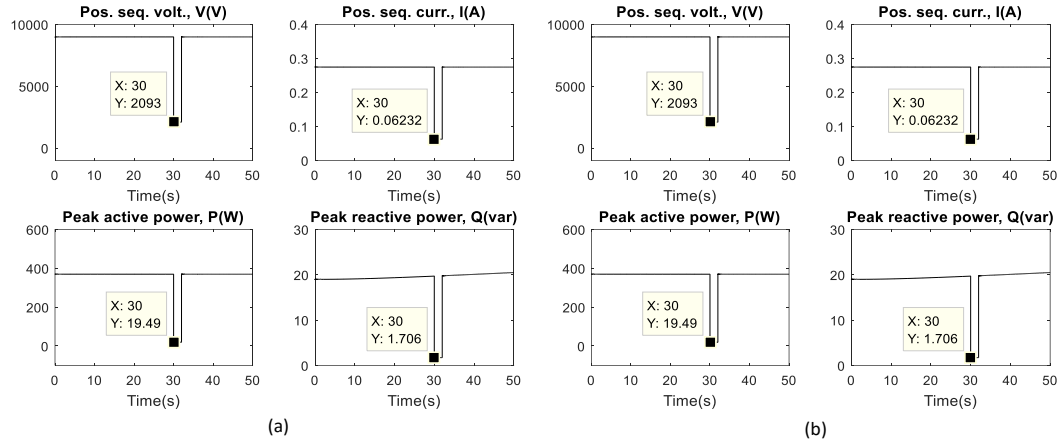 Pos. seq. volt., V(V)
10000
5000
0
X: 30
Y: 2093
0 10 20 30 40 50
Time(s)
Pos. seq. curr., I(A)
0.4
0.3
0.2
0.1
0
X: 30
Y: 0.06232
0 10 20 30 40 50
Time(s)
Peak active power, P(W)
600
400
200
0
X: 30
Y: 19.49
0 10 20 30 40 50
Time(s)
Peak reactive power, Q(var)
30
20
10
0
X: 30
Y: 1.706
0 10 20 30 40 50
Time(s)
(a)
Pos. seq. volt., V(V)
10000
5000
0
X: 30
Y: 2093
0 10 20 30 40 50
Time(s)
Pos. seq. curr., I(A)
0.4
0.3
0.2
0.1
0
X: 30
Y: 0.06232
0 10 20 30 40 50
Time(s)
Peak active power, P(W)
600
400
200
0
X: 30
Y: 19.49
0 10 20 30 40 50
Time(s)
Peak reactive power, Q(var)
30
20
10
0
X: 30
Y: 1.706
0 10 20 30 40 50
Time(s)
(b)